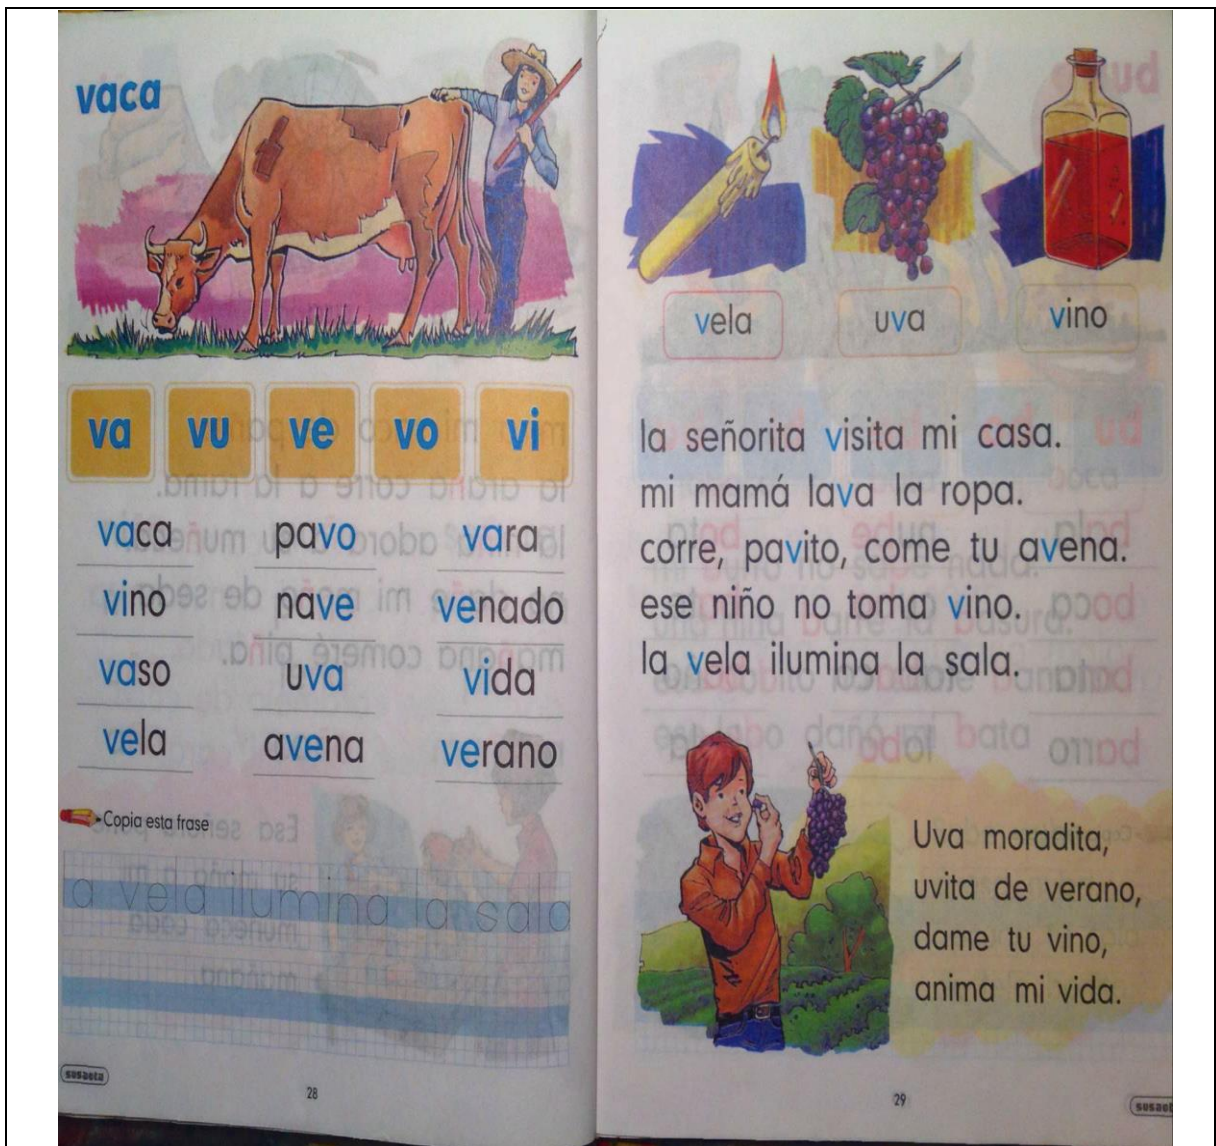 vaca
va vu ve vo vi
vaca pavo vara
vino nave venado
vaso uva vida
vela avena verano
Copia esta frase
a vela ilumina la sala
susaeta
28
vela uva vino
la señorita visita mi casa.
mi mamá lava la ropa.
corre, pavito, come tu avena.
ese niño no toma vino.
la vela ilumina la sala.
Uva moradita,
uvita de verano,
dame tu vino,
anima mi vida.
29
susaet